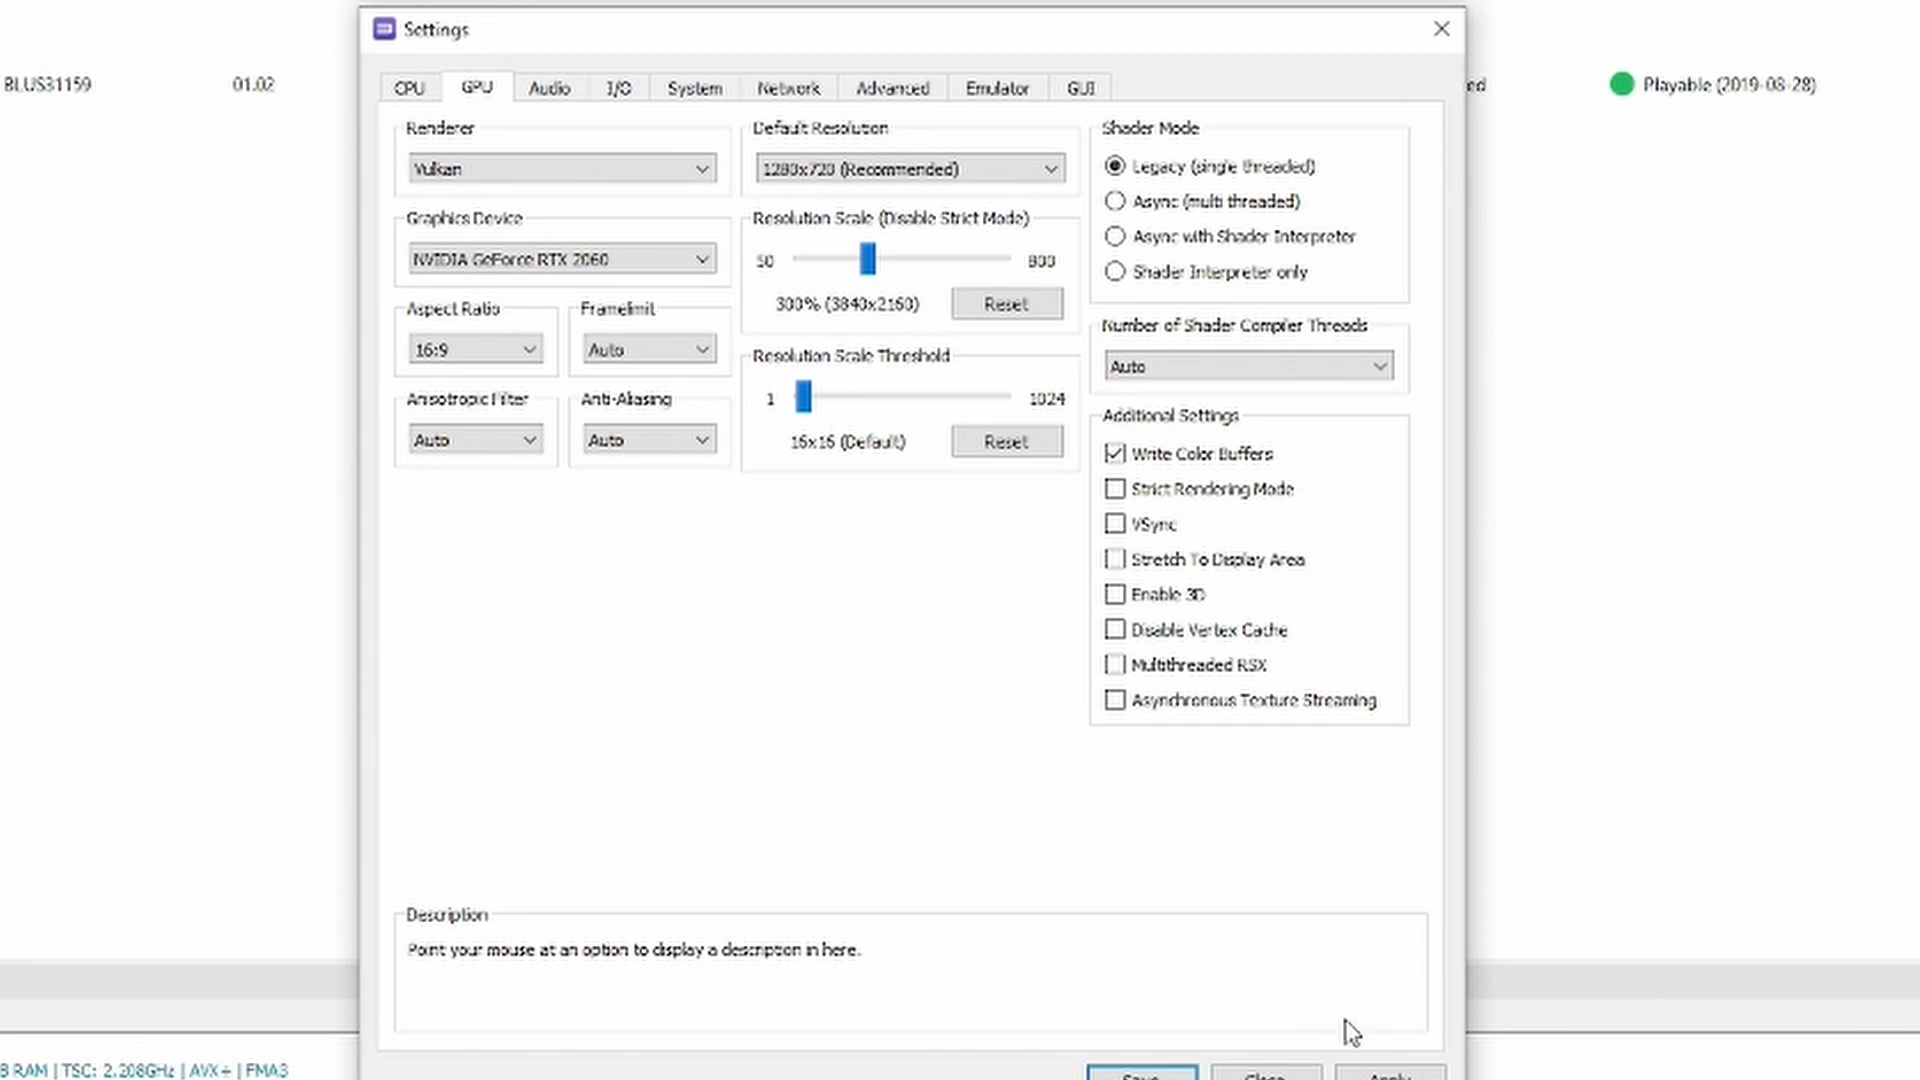 Settings
BLUS31159
01.02
ed
Playable (2019-08-28)
CPU
GPU
Audio
I/O
System
Network
Advanced
Emulator
GUI
Renderer
Vulkan
Graphics Device
NVIDIA GeForce RTX 2060
Aspect Ratio
16:9
Framelimit
Auto
Anisotropic Filter
Auto
Anti-Aliasing
Auto
Default Resolution
1280x720 (Recommended)
Resolution Scale (Disable Strict Mode)
50
800
300% (3840x2160)
Reset
Resolution Scale Threshold
1
1024
16x16 (Default)
Reset
Shader Mode
Legacy (single threaded)
Async (multi threaded)
Async with Shader Interpreter
Shader Interpreter only
Number of Shader Compiler Threads
Auto
Additional Settings
Write Color Buffers
Strict Rendering Mode
VSync
Stretch To Display Area
Enable 3D
Disable Vertex Cache
Multithreaded RSX
Asynchronous Texture Streaming
Description
Point your mouse at an option to display a description in here.
B RAM | TSC: 2.208GHz | AVX+ | FMA3
Save
Close
Apply